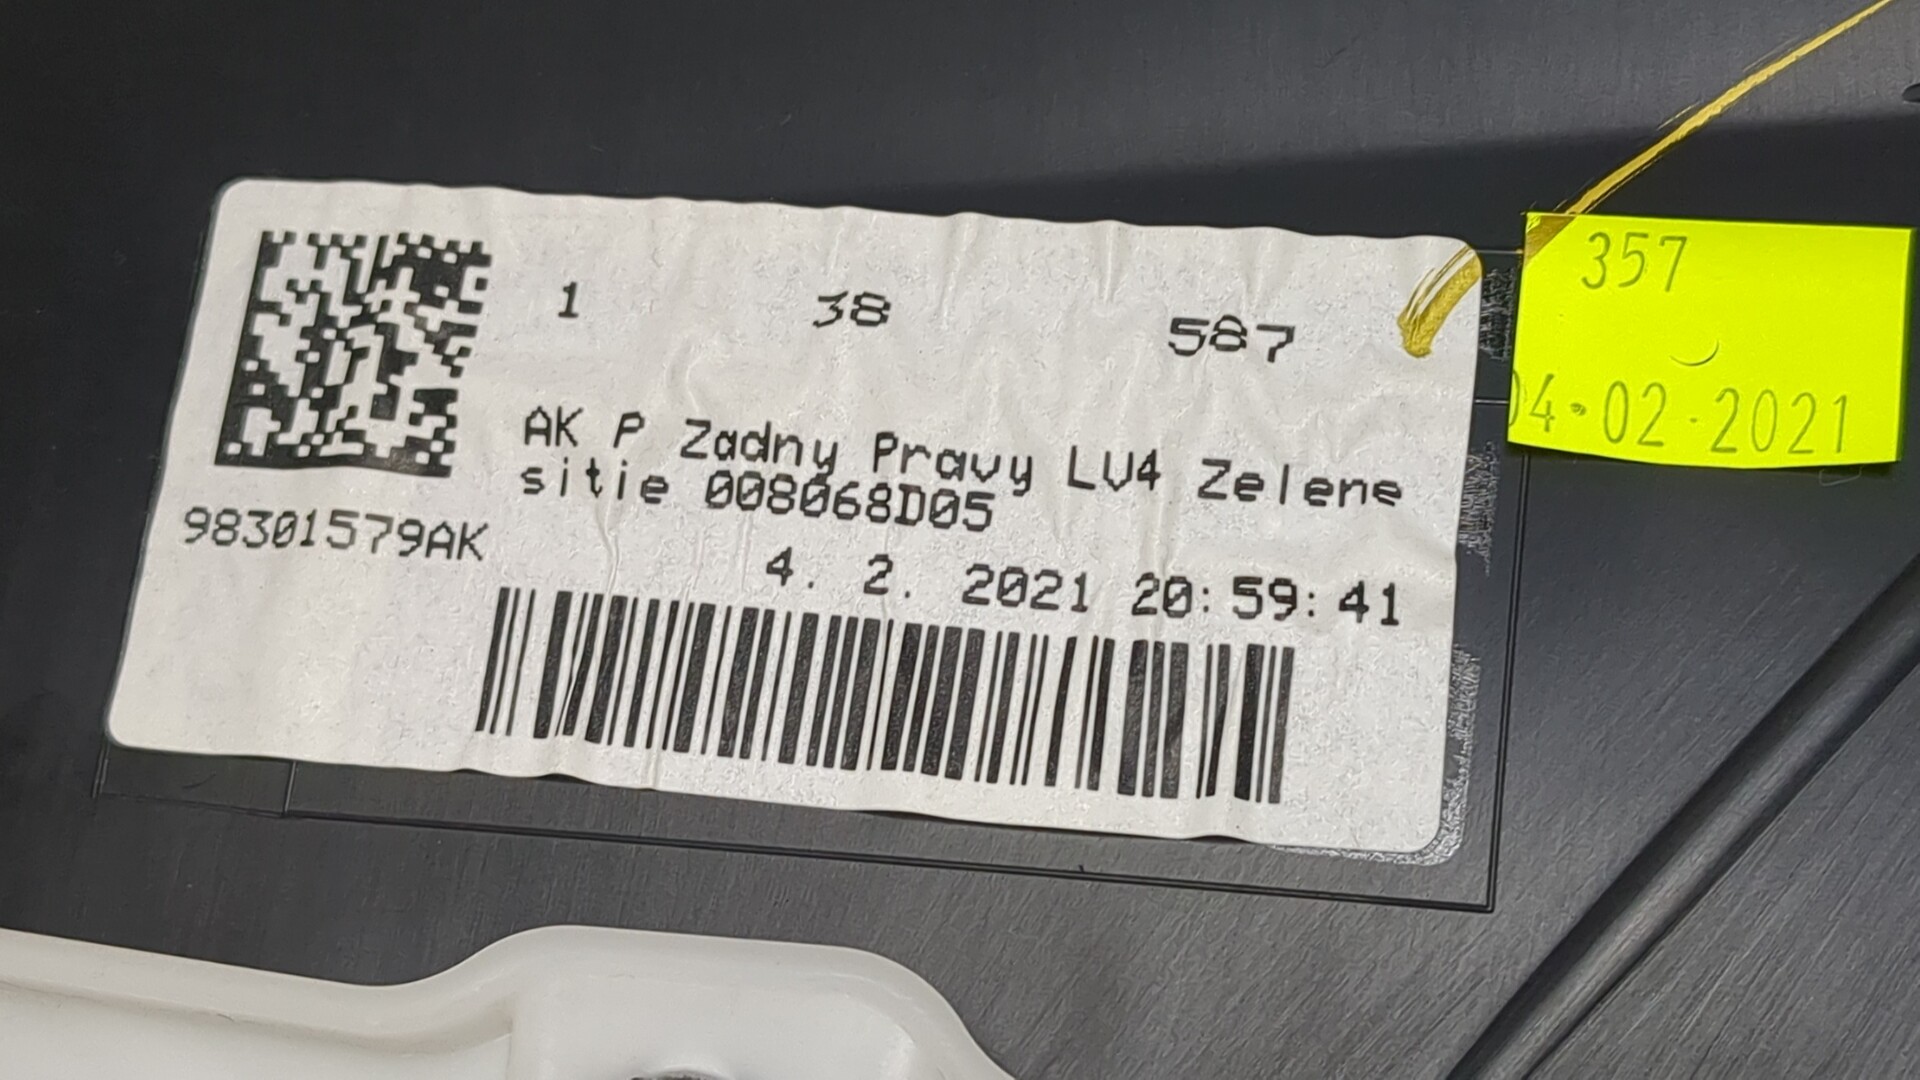 1 38 587
AK P Zadny Pravy LV4 Zelene
sitie 008068D05
98301579AK
4. 2. 2021 20:59:41
357
04·02·2021